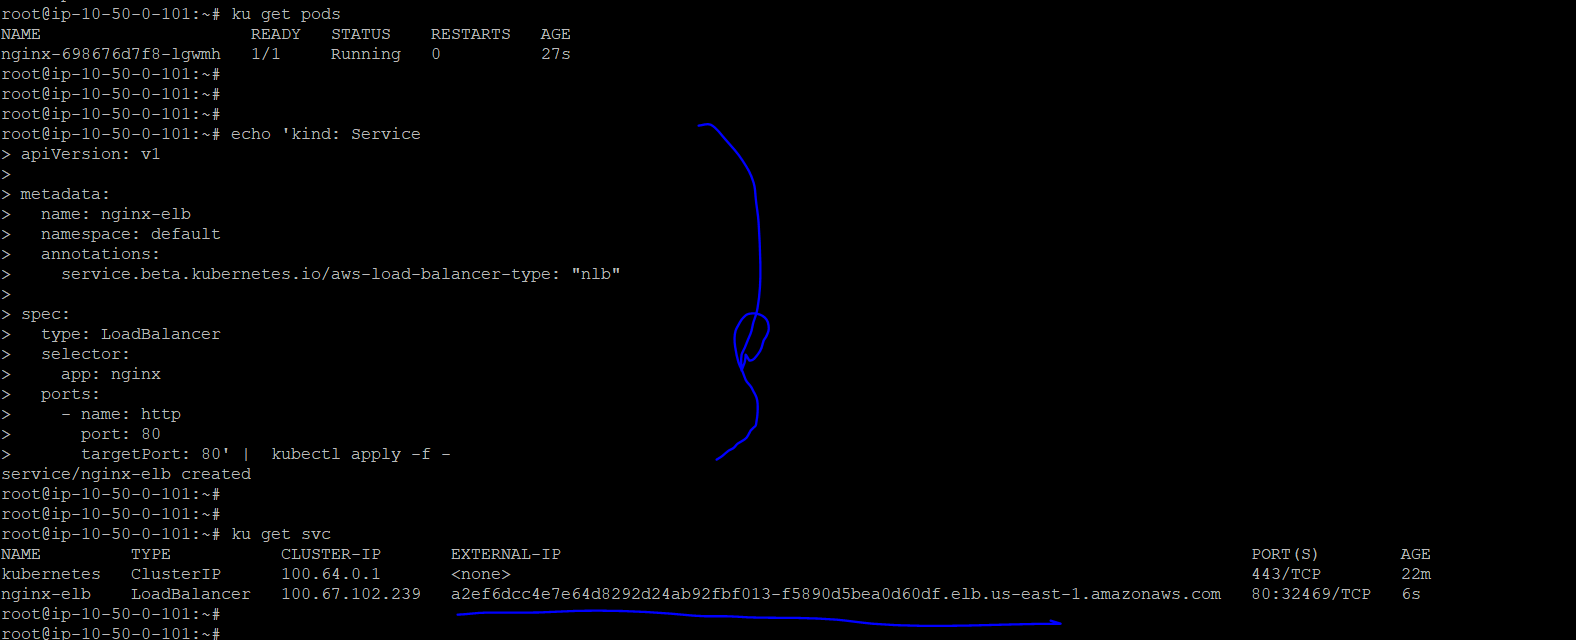 root@ip-10-50-0-101:~# ku get pods
NAME                     READY   STATUS    RESTARTS   AGE
nginx-698676d7f8-lgwmh   1/1     Running   0          27s
root@ip-10-50-0-101:~#
root@ip-10-50-0-101:~#
root@ip-10-50-0-101:~#
root@ip-10-50-0-101:~# echo 'kind: Service
> apiVersion: v1
>
> metadata:
>   name: nginx-elb
>   namespace: default
>   annotations:
>     service.beta.kubernetes.io/aws-load-balancer-type: "nlb"
>
> spec:
>   type: LoadBalancer
>   selector:
>     app: nginx
>   ports:
>     - name: http
>       port: 80
>       targetPort: 80' |  kubectl apply -f -
service/nginx-elb created
root@ip-10-50-0-101:~#
root@ip-10-50-0-101:~#
root@ip-10-50-0-101:~# ku get svc
NAME         TYPE           CLUSTER-IP       EXTERNAL-IP                                                                     PORT(S)        AGE
kubernetes   ClusterIP      100.64.0.1       <none>                                                                          443/TCP        22m
nginx-elb    LoadBalancer   100.67.102.239   a2ef6dcc4e7e64d8292d24ab92fbf013-f5890d5bea0d60df.elb.us-east-1.amazonaws.com   80:32469/TCP   6s
root@ip-10-50-0-101:~#
root@ip-10-50-0-101:~#